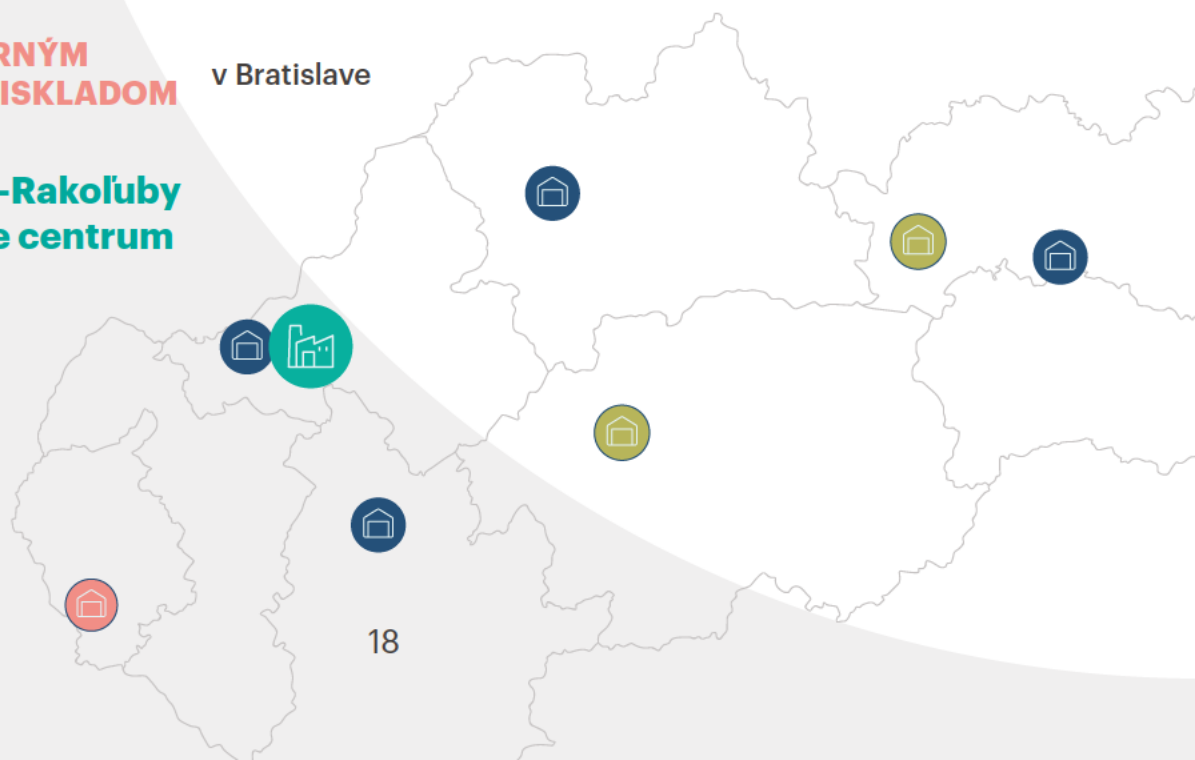 RNÝM
ISKLADOM
v Bratislave
-Rakoľuby
e centrum
18